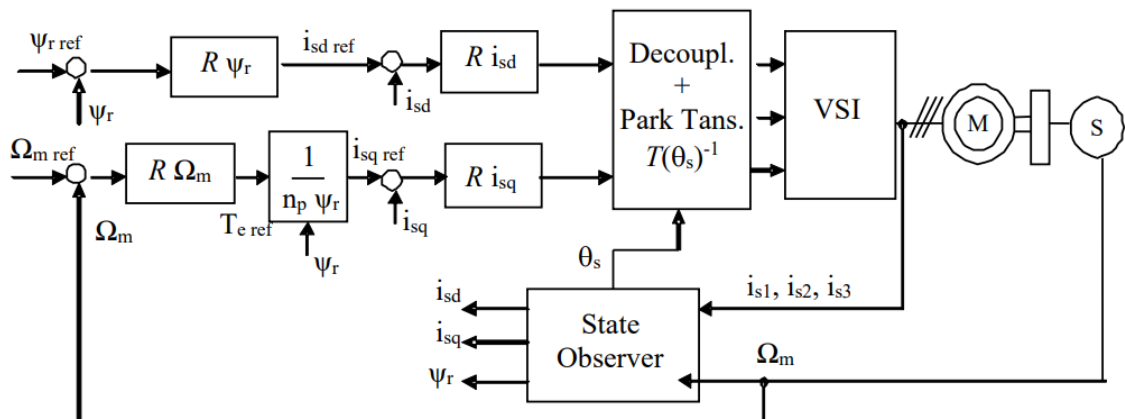 ψr ref
R ψr
isd ref
R isd
ψr
isd
Ωm ref
R Ωm
Te ref
1
np ψr
ψr
isq ref
R isq
isq
Ωm
Decoupl.
+
Park Tans.
T(θs)-1
VSI
M
S
θs
is1, is2, is3
isd
isq
ψr
State
Observer
Ωm